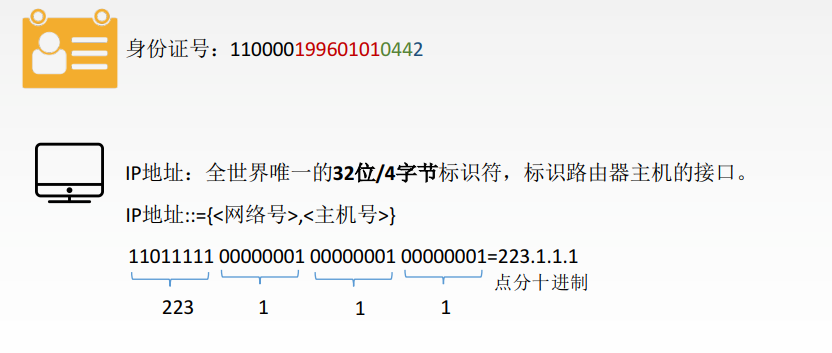 身份证号：110000199601010442
IP地址：全世界唯一的32位/4字节标识符，标识路由器主机的接口。
IP地址::={<网络号>,<主机号>}
11011111 00000001 00000001 00000001=223.1.1.1
点分十进制
223 1 1 1